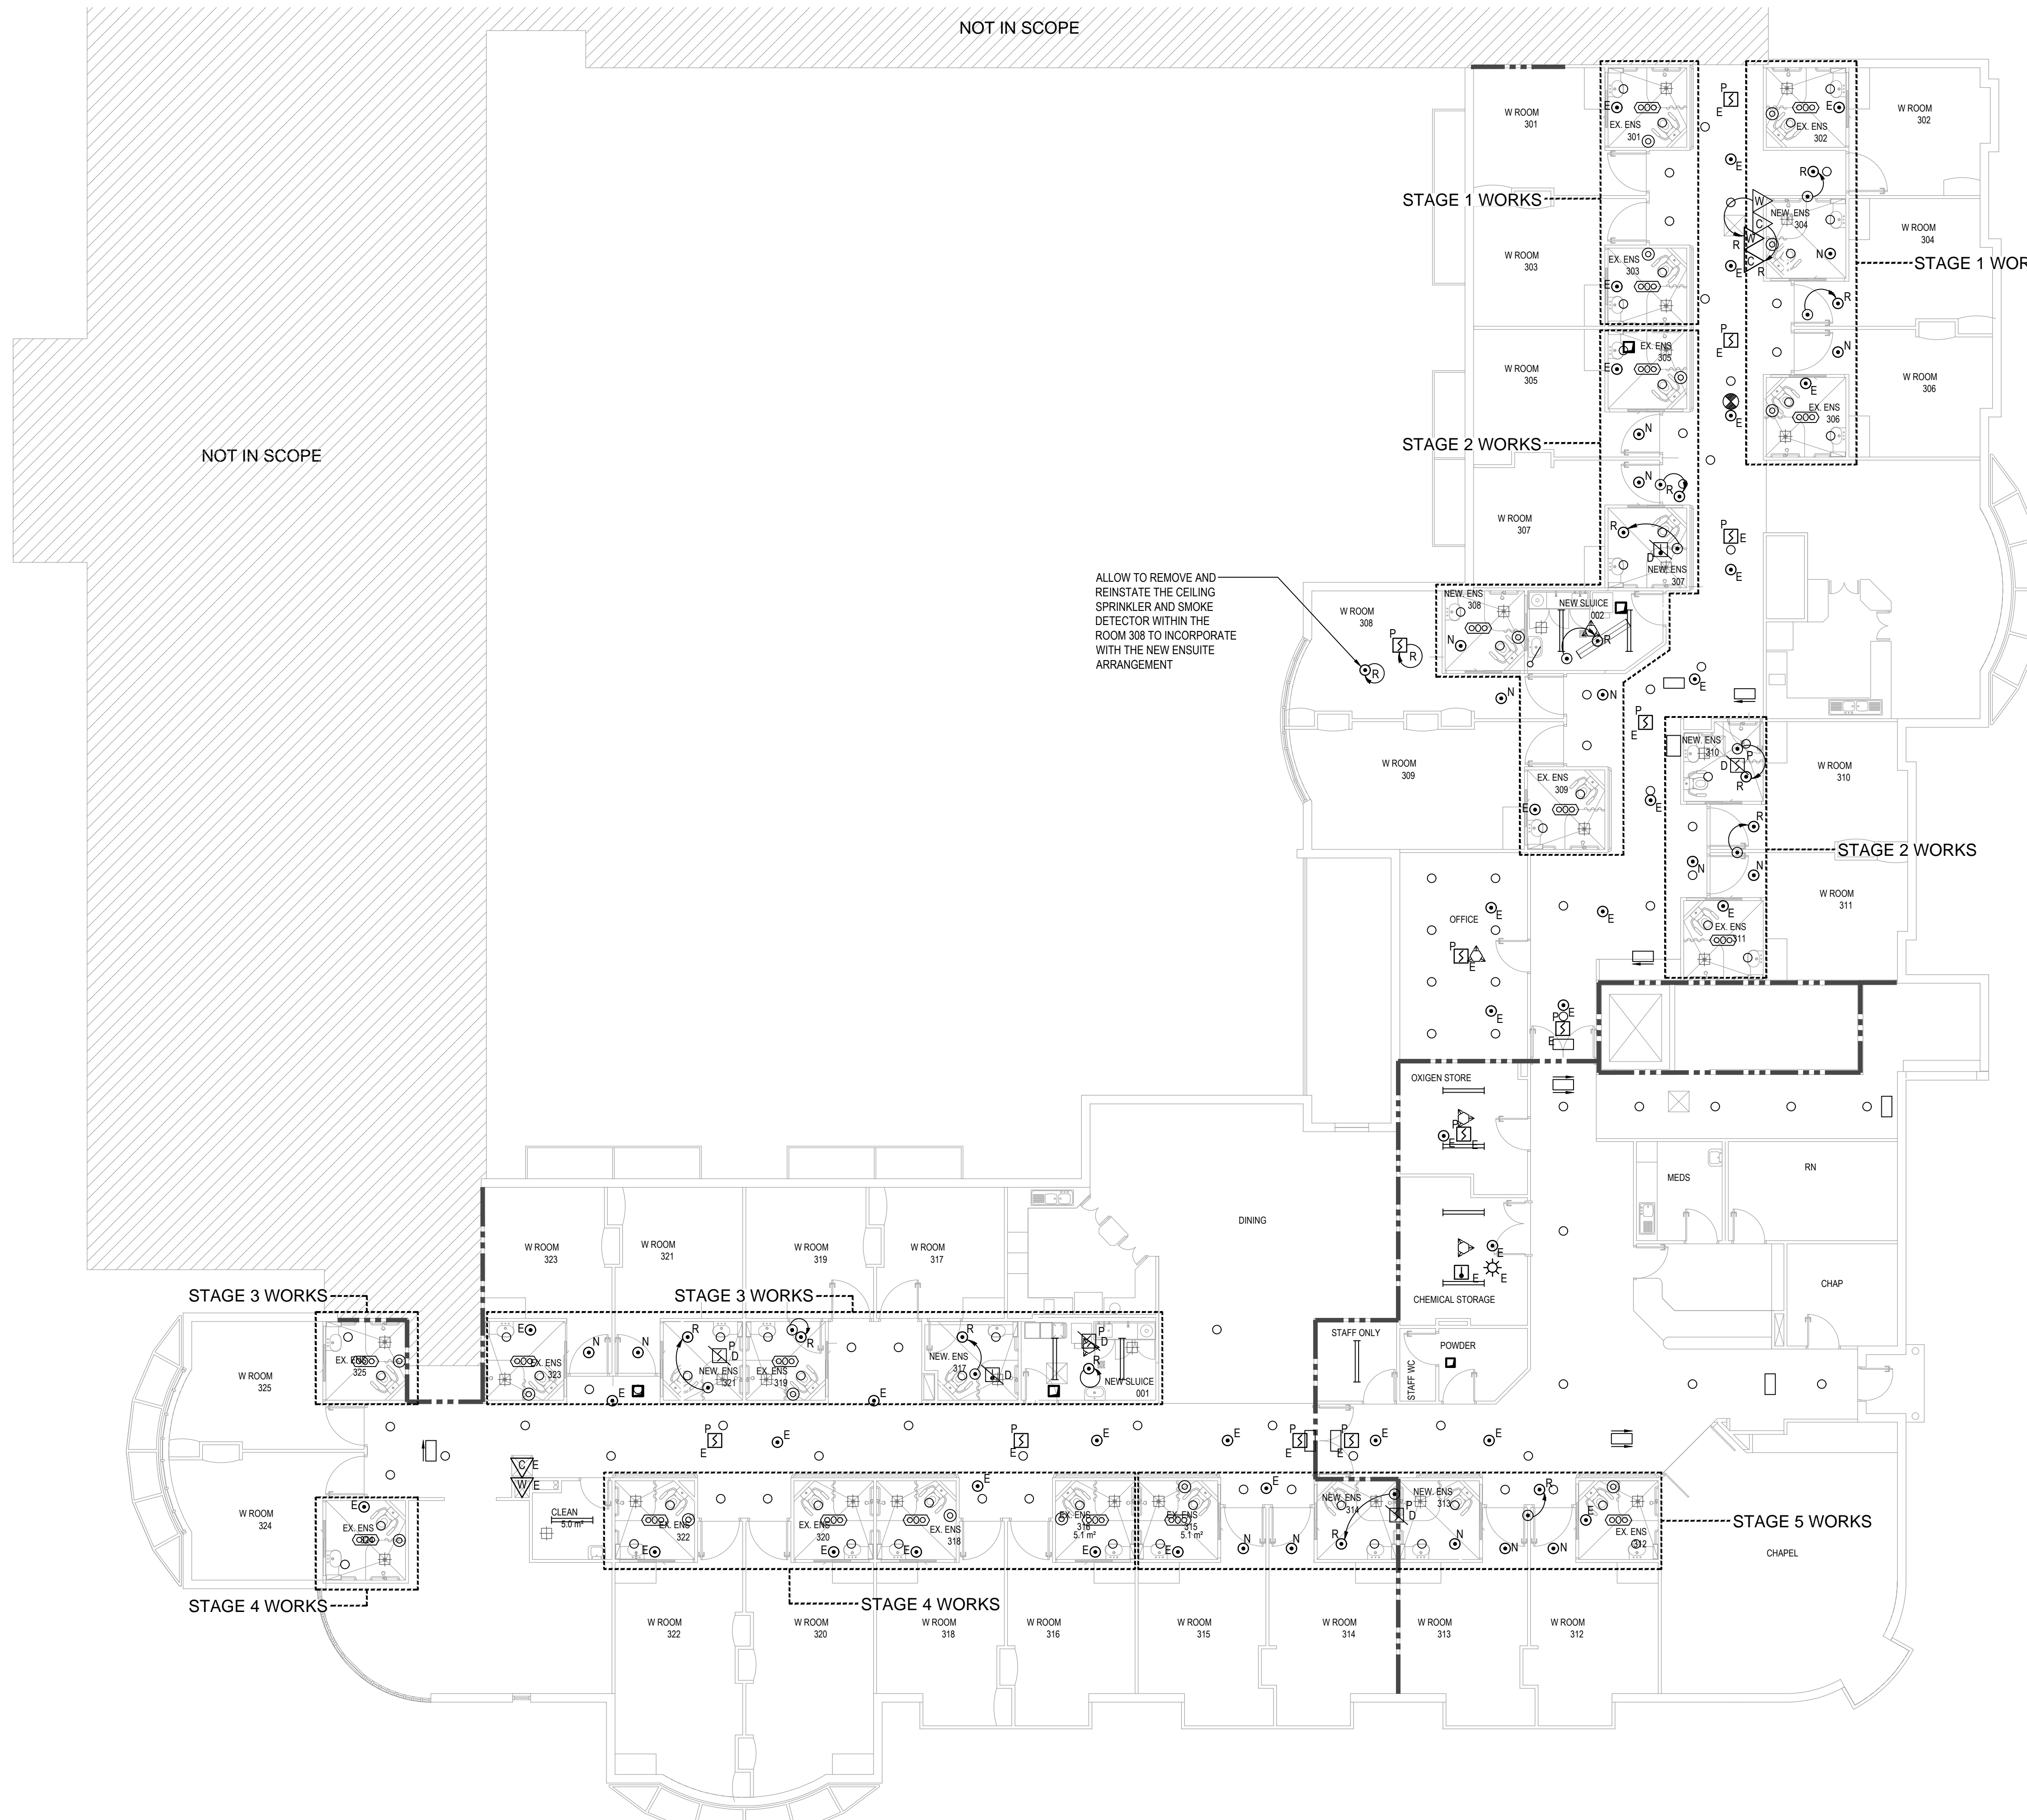 NOT IN SCOPE
W ROOM
301
EX. ENS
301
P
E
E
E
E
EX. ENS
302
W ROOM
302
R
STAGE 1 WORKS
W
C
NEW. ENS
304
W
C
R
R
N
E
W ROOM
304
STAGE 1 WOR
W ROOM
303
EX. ENS
303
E
R
P
E
N
W ROOM
305
EX. ENS
305
E
E
EX. ENS
306
E
W ROOM
306
STAGE 2 WORKS
N
N
R
NOT IN SCOPE
W ROOM
307
R
D
NEW. ENS
307
P
E
E
ALLOW TO REMOVE AND
REINSTATE THE CEILING
SPRINKLER AND SMOKE
DETECTOR WITHIN THE
ROOM 308 TO INCORPORATE
WITH THE NEW ENSUITE
ARRANGEMENT
W ROOM
308
P
R
R
NEW. ENS
308
N
NEW SLUICE
002
R
N
N
E
P
E
W ROOM
309
EX. ENS
309
E
NEW. ENS
310
P
D
R
W ROOM
310
E
R
N
N
STAGE 2 WORKS
W ROOM
311
E
EX. ENS
311
OFFICE
E
E
P
E
E
E
P
E
OXIGEN STORE
P
E
E
MEDS
RN
DINING
E
E
E
CHEMICAL STORAGE
CHAP
W ROOM
323
W ROOM
321
W ROOM
319
W ROOM
317
STAGE 3 WORKS
STAGE 3 WORKS
STAFF ONLY
STAFF WC
POWDER
W ROOM
325
EX. ENS
325
E
EX. ENS
323
N
N
E
R
P
D
NEW. ENS
321
R
EX. ENS
319
E
R
NEW. ENS
317
D
P
D
R
NEW SLUICE
001
P
E
E
P
E
E
E
P
E
P
E
E
E
C
E
W
E
W ROOM
324
E
EX. ENS
324
CLEAN
5.0 m²
EX. ENS
322
E
EX. ENS
320
E
EX. ENS
318
E
E
EX. ENS
316
5.1 m²
E
EX. ENS
315
5.1 m²
E
E
N
N
NEW. ENS
314
R
P
D
NEW. ENS
313
N
R
N
N
E
EX. ENS
312
STAGE 5 WORKS
CHAPEL
STAGE 4 WORKS
STAGE 4 WORKS
W ROOM
322
W ROOM
320
W ROOM
318
W ROOM
316
W ROOM
315
W ROOM
314
W ROOM
313
W ROOM
312